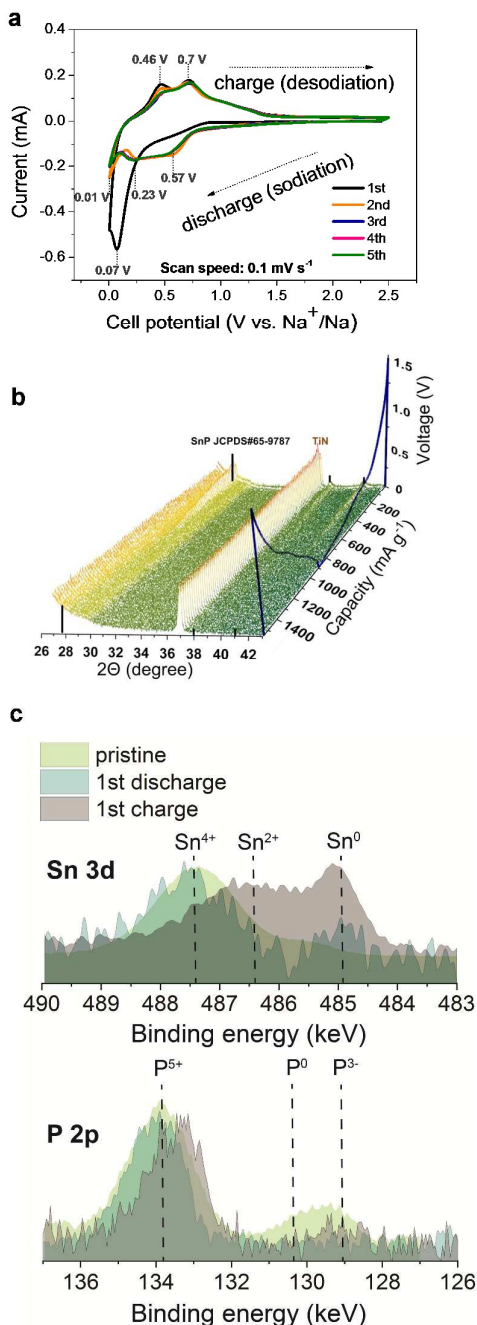 a
0.46 V
0.7 V
charge (desodiation)
0.01 V
0.23 V
0.57 V
0.07 V
discharge (sodiation)
1st
2nd
3rd
4th
5th
Scan speed: 0.1 mV s⁻¹
0.4
0.2
0.0
-0.2
-0.4
-0.6
Current (mA)
0.0 0.5 1.0 1.5 2.0 2.5
Cell potential (V vs. Na⁺/Na)
b
SnP JCPDS#65-9787
TiN
1.5
1.0
0.5
0
Voltage (V)
200
400
600
800
1000
1200
1400
Capacity (mA g⁻¹)
26 28 30 32 34 36 38 40 42
2Θ (degree)
c
pristine
1st discharge
1st charge
Sn 3d
Sn⁴⁺
Sn²⁺
Sn⁰
490 489 488 487 486 485 484 483
Binding energy (keV)
P 2p
P⁵⁺
P⁰
P³⁻
136 134 132 130 128 126
Binding energy (keV)